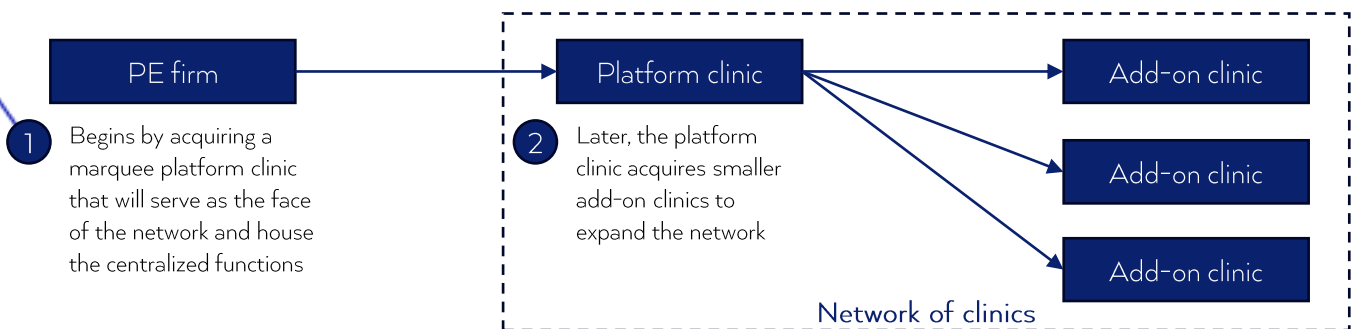 PE firm
Platform clinic
Add-on clinic
1
Begins by acquiring a
marquee platform clinic
that will serve as the face
of the network and house
the centralized functions
2
Later, the platform
clinic acquires smaller
add-on clinics to
expand the network
Add-on clinic
Add-on clinic
Network of clinics